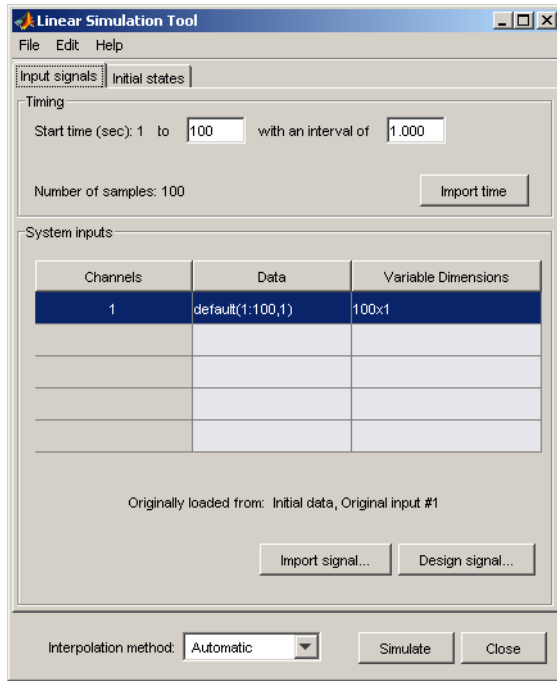 Linear Simulation Tool
File Edit Help
Input signals Initial states
Timing
Start time (sec): 1 to 100 with an interval of 1.000
Number of samples: 100 Import time
System inputs
Channels Data Variable Dimensions
1 default(1:100,1) 100x1
Originally loaded from: Initial data, Original input #1
Import signal... Design signal...
Interpolation method: Automatic Simulate Close